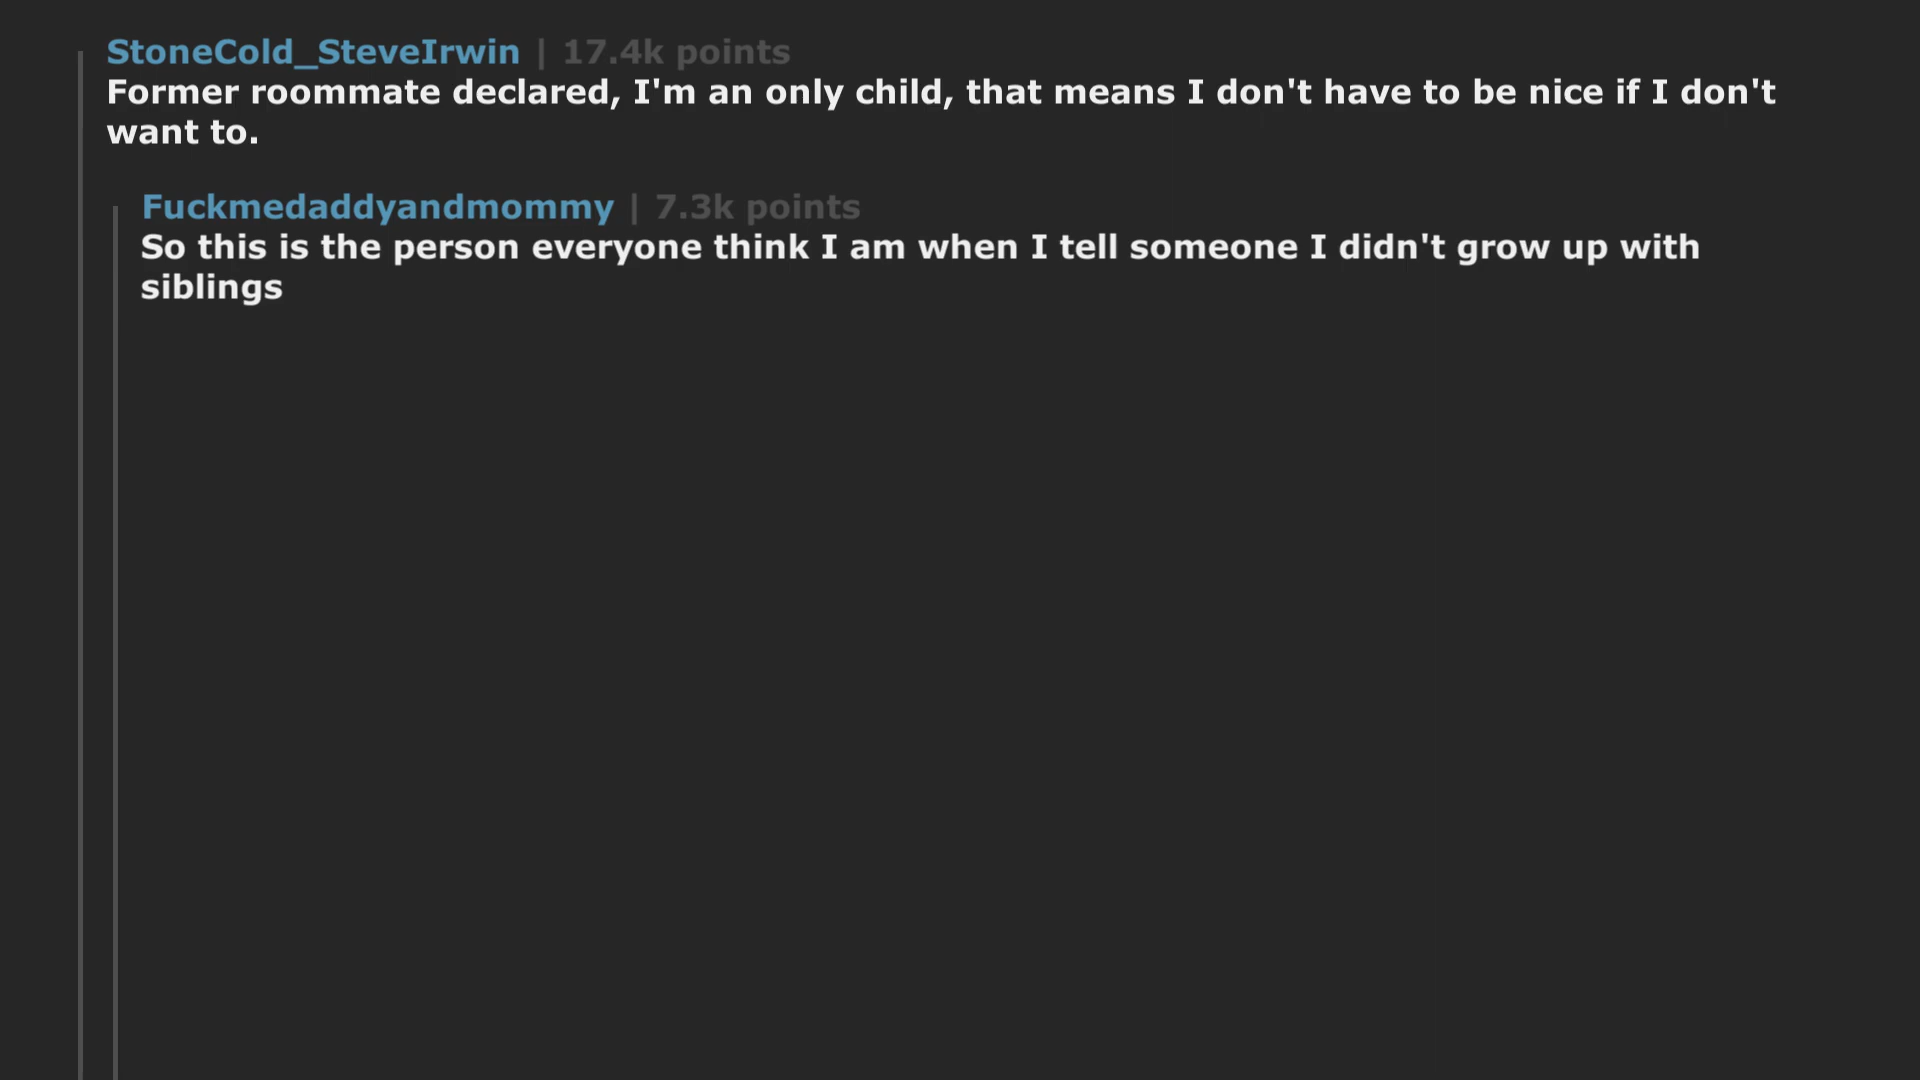 StoneCold_SteveIrwin | 17.4k points
Former roommate declared, I'm an only child, that means I don't have to be nice if I don't
want to.
Fuckmedaddyandmommy | 7.3k points
So this is the person everyone think I am when I tell someone I didn't grow up with
siblings